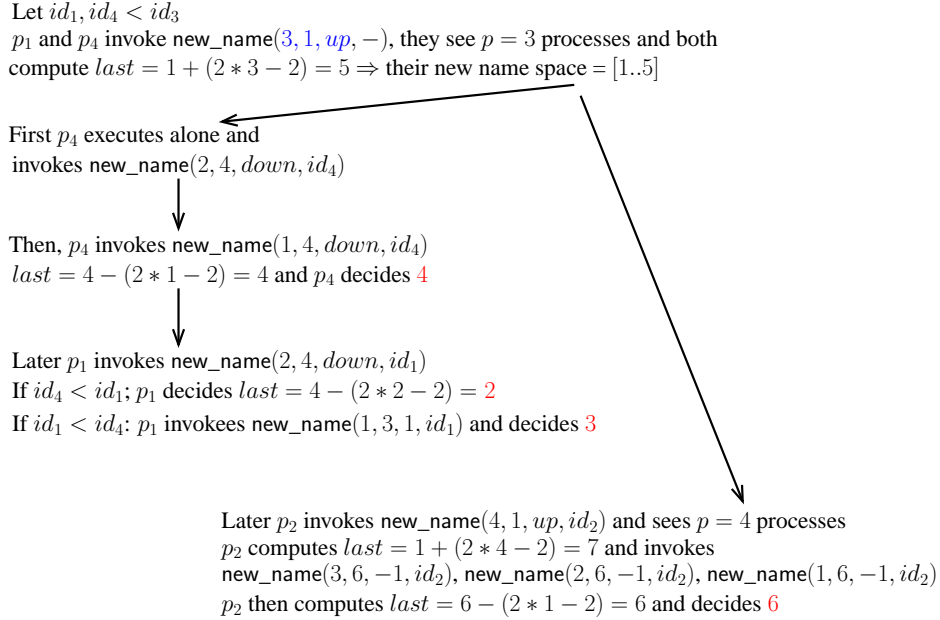 Let $id_1, id_4 < id_3$
$p_1$ and $p_4$ invoke new_name$(3, 1, up, -)$, they see $p = 3$ processes and both
compute $last = 1 + (2 * 3 - 2) = 5 \Rightarrow$ their new name space = $[1..5]$
First $p_4$ executes alone and
invokes new_name$(2, 4, down, id_4)$
Then, $p_4$ invokes new_name$(1, 4, down, id_4)$
$last = 4 - (2 * 1 - 2) = 4$ and $p_4$ decides 4
Later $p_1$ invokes new_name$(2, 4, down, id_1)$
If $id_4 < id_1$; $p_1$ decides $last = 4 - (2 * 2 - 2) = 2$
If $id_1 < id_4$: $p_1$ invokees new_name$(1, 3, 1, id_1)$ and decides 3
Later $p_2$ invokes new_name$(4, 1, up, id_2)$ and sees $p = 4$ processes
$p_2$ computes $last = 1 + (2 * 4 - 2) = 7$ and invokes
new_name$(3, 6, -1, id_2)$, new_name$(2, 6, -1, id_2)$, new_name$(1, 6, -1, id_2)$
$p_2$ then computes $last = 6 - (2 * 1 - 2) = 6$ and decides 6